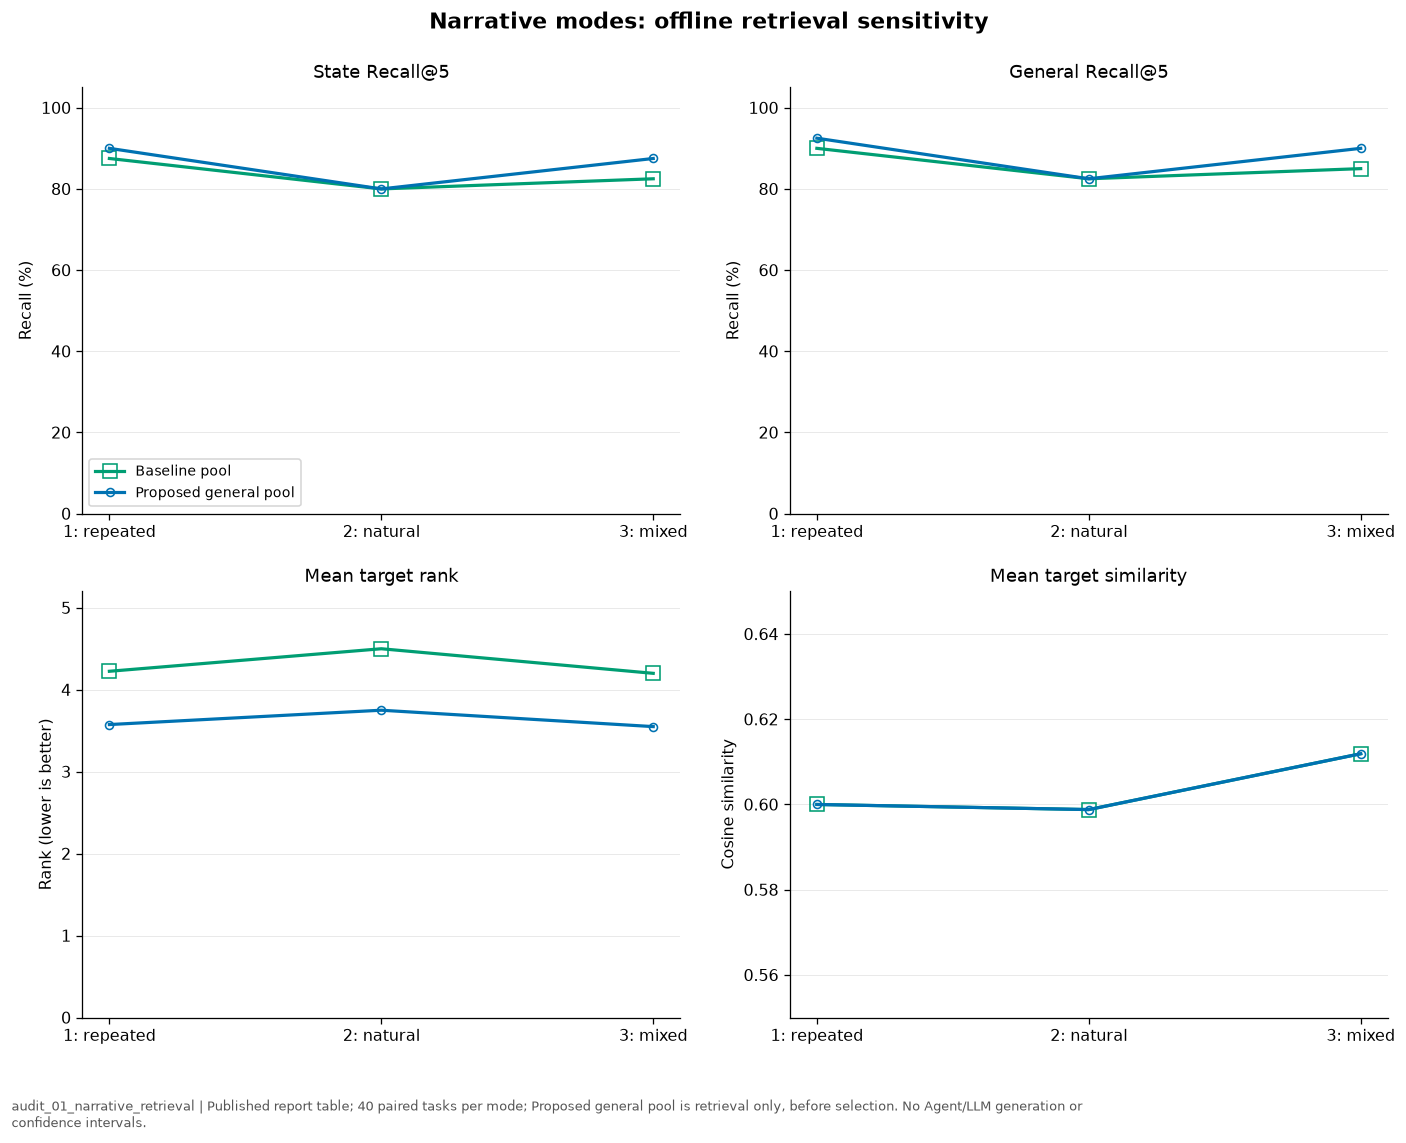 Narrative modes: offline retrieval sensitivity
State Recall@5
Recall (%)
100
80
60
40
20
0
Baseline pool
Proposed general pool
1: repeated
2: natural
3: mixed
General Recall@5
Recall (%)
100
80
60
40
20
0
1: repeated
2: natural
3: mixed
Mean target rank
Rank (lower is better)
5
4
3
2
1
0
1: repeated
2: natural
3: mixed
Mean target similarity
Cosine similarity
0.64
0.62
0.60
0.58
0.56
1: repeated
2: natural
3: mixed
audit_01_narrative_retrieval | Published report table; 40 paired tasks per mode; Proposed general pool is retrieval only, before selection. No Agent/LLM generation or
confidence intervals.